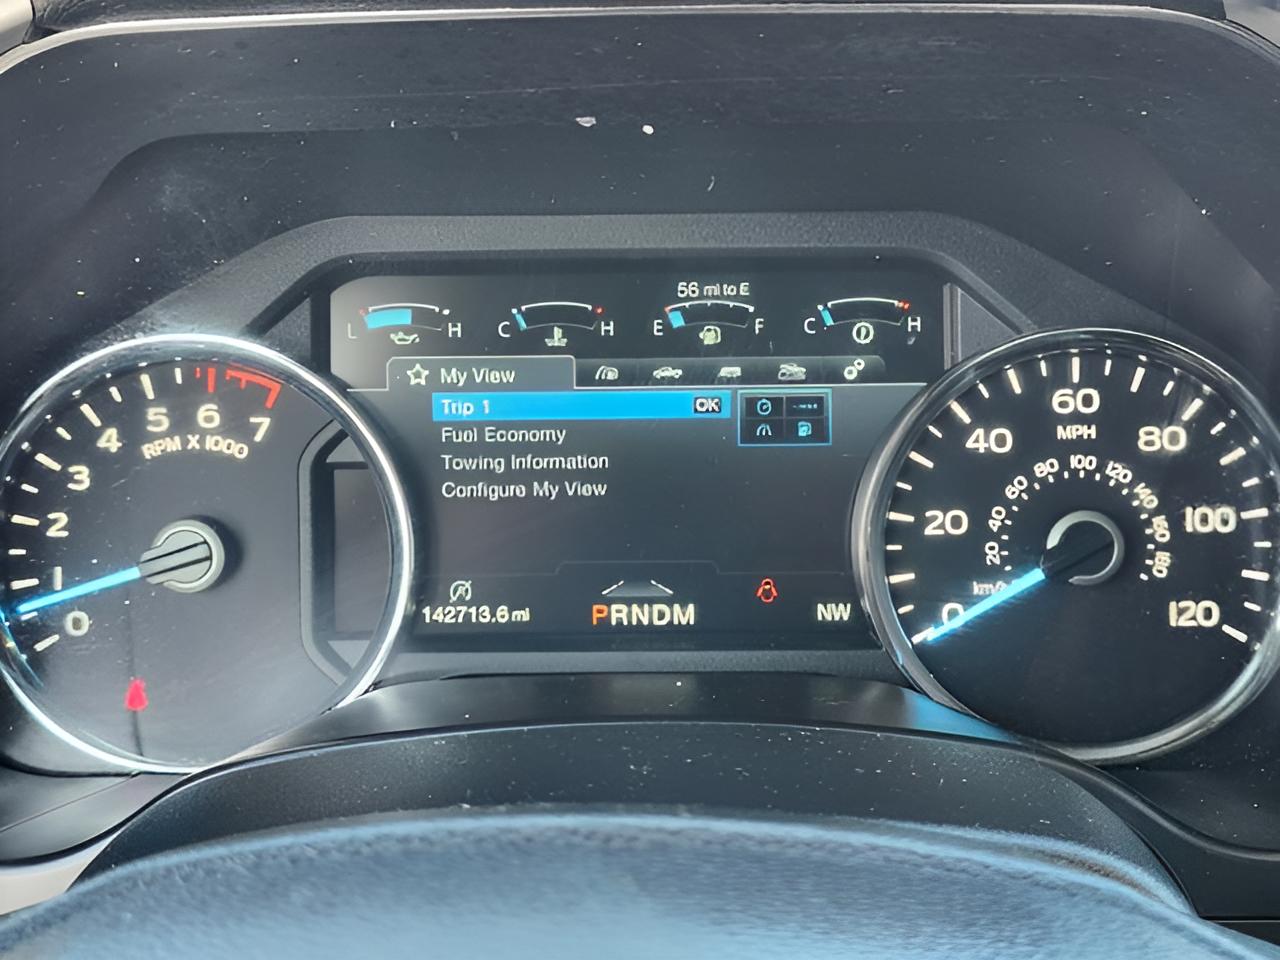 56 mi to E
L H C H E F C H
My View
Trip 1 OK
Fuel Economy
Towing Information
Configure My View
142713.6 mi PRNDM NW
0 1 2 3 4 5 6 7
RPM X 1000
0 20 40 60 80 100 120
MPH
20 40 60 80 100 120 140 160 180
km/h